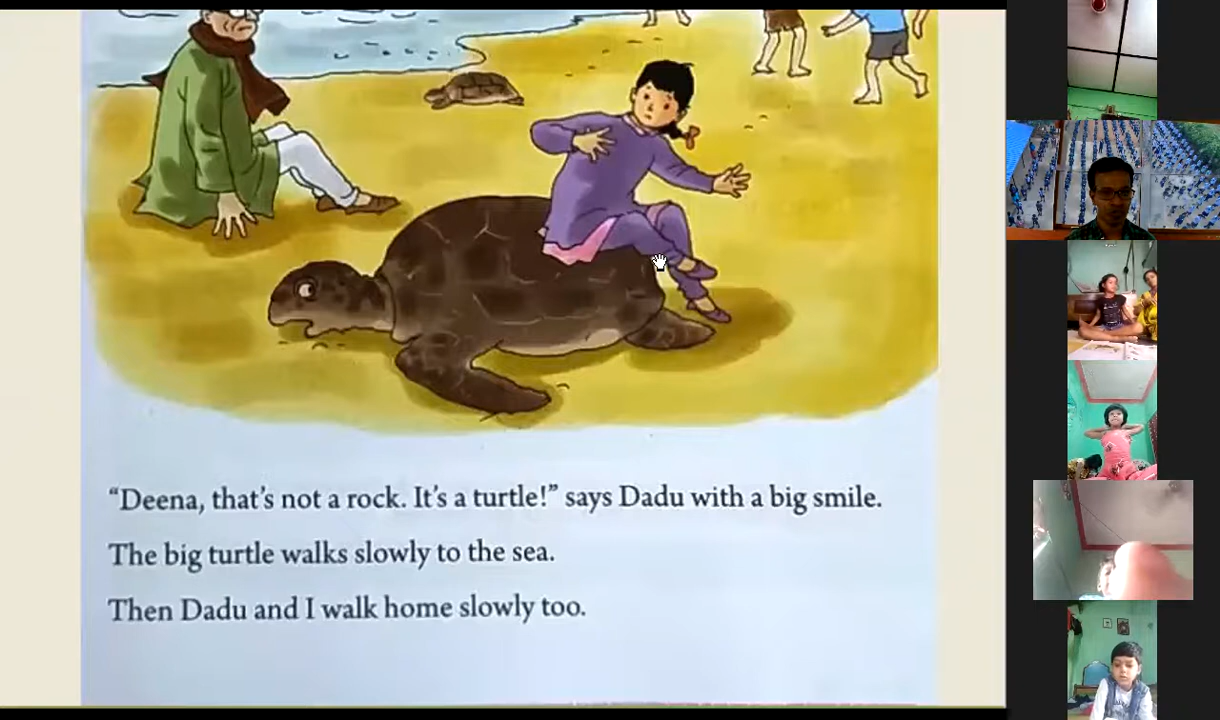 “Deena, that’s not a rock. It’s a turtle!” says Dadu with a big smile.
The big turtle walks slowly to the sea.
Then Dadu and I walk home slowly too.